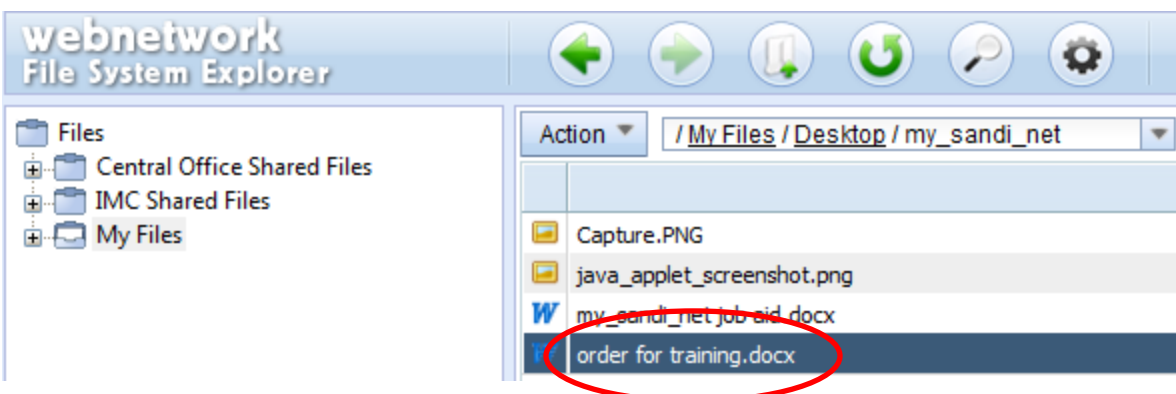 webnetwork
File System Explorer
Files
Central Office Shared Files
IMC Shared Files
My Files
Action
/ My Files / Desktop / my_sandi_net
Capture.PNG
java_applet_screenshot.png
my_sandi_net job aid.docx
order for training.docx